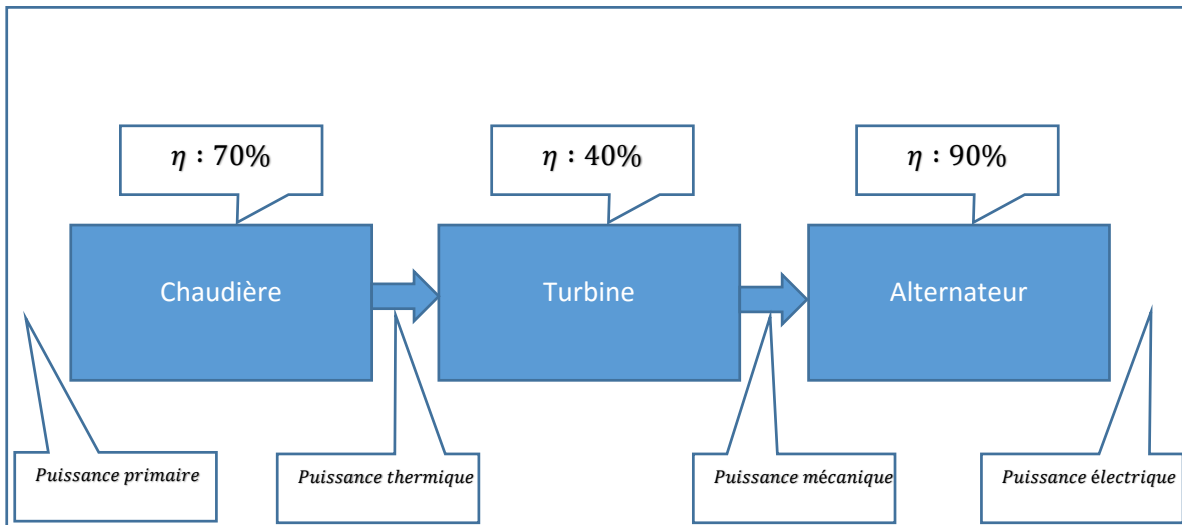 η : 70%
η : 40%
η : 90%
Chaudière
Turbine
Alternateur
Puissance primaire
Puissance thermique
Puissance mécanique
Puissance électrique